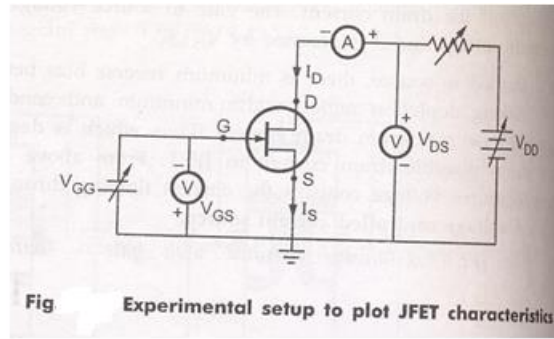 − A +
I_D
D
G
+
V V_DS
−
V_DD
V_GG
−
V
+ V_GS
S
I_S
Fig Experimental setup to plot JFET characteristics